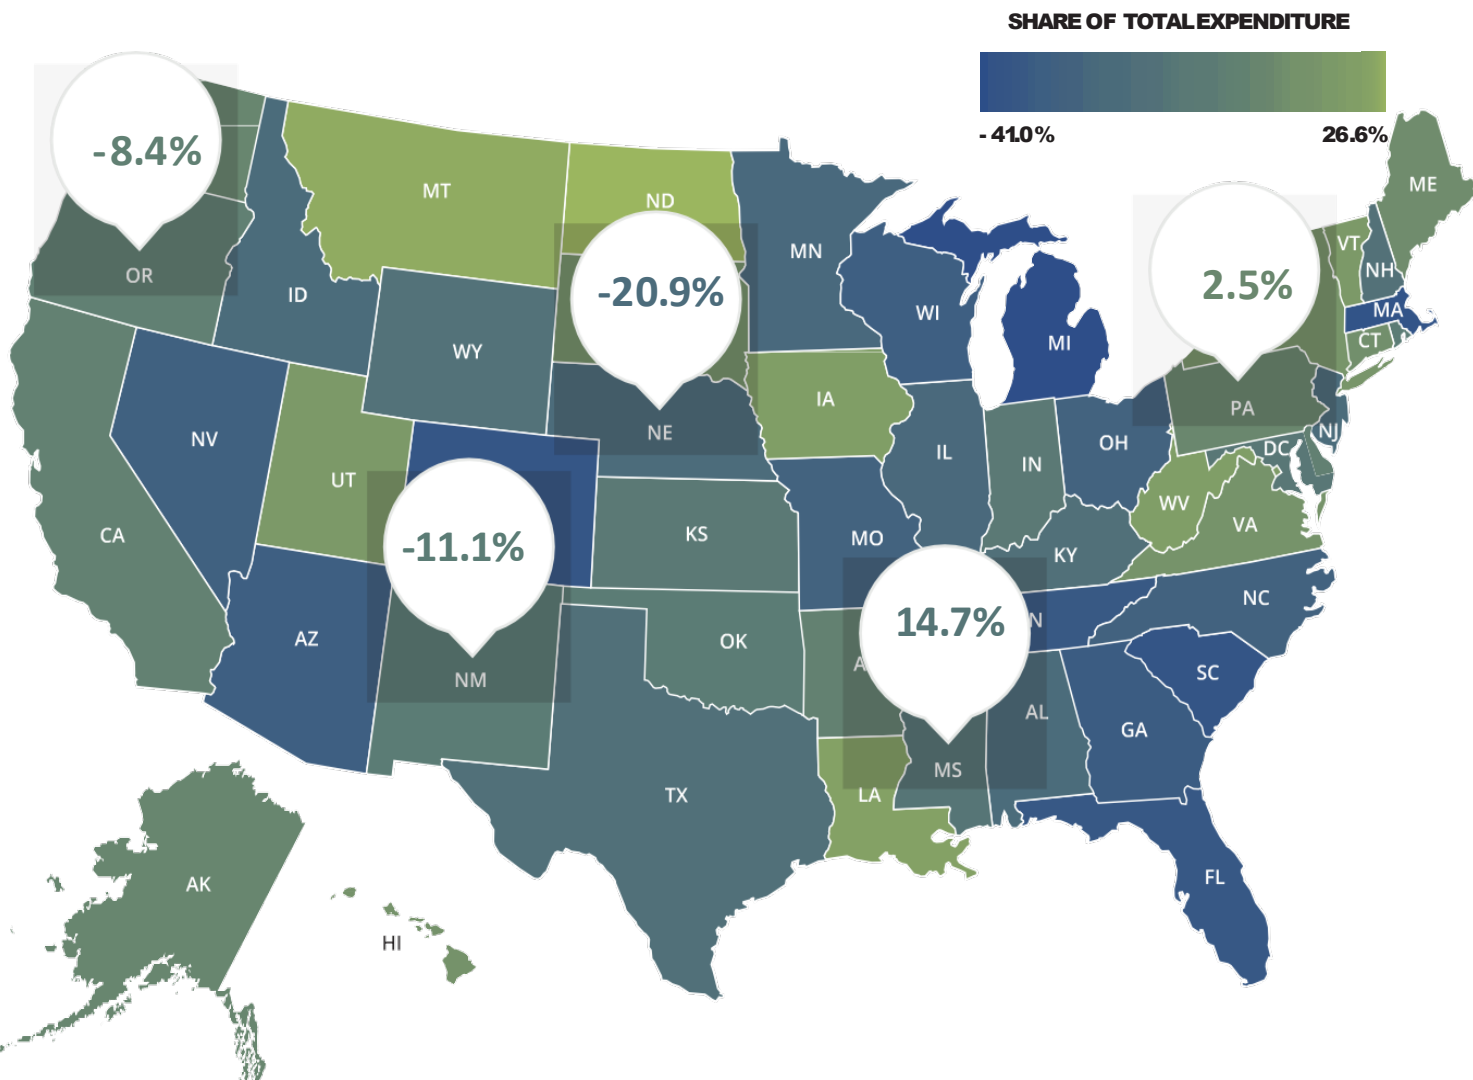 SHARE OF TOTAL EXPENDITURE
- 41.0%
26.6%
-8.4%
-20.9%
2.5%
-11.1%
14.7%
ME
MT
ND
VT
MN
NH
OR
ID
MA
WI
CT
MI
WY
IA
PA
NE
NJ
NV
OH
DC
IL
IN
UT
WV
VA
CA
KS
MO
KY
NC
N
AZ
OK
A
SC
NM
AL
GA
MS
TX
LA
FL
AK
HI